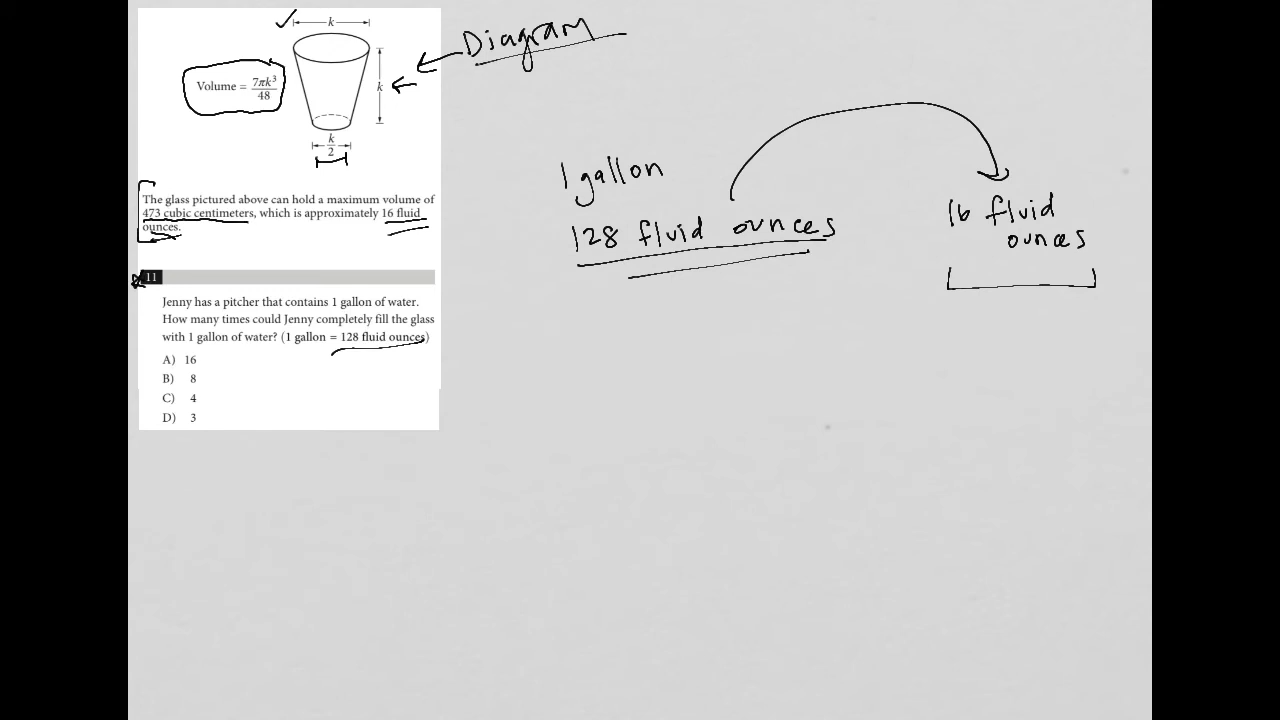 k
Volume = 7πk³/48
k
k/2
Diagram
The glass pictured above can hold a maximum volume of
473 cubic centimeters, which is approximately 16 fluid
ounces.
11
Jenny has a pitcher that contains 1 gallon of water.
How many times could Jenny completely fill the glass
with 1 gallon of water? (1 gallon = 128 fluid ounces)
A) 16
B) 8
C) 4
D) 3
1 gallon
128 fluid ounces
16 fluid
ounces